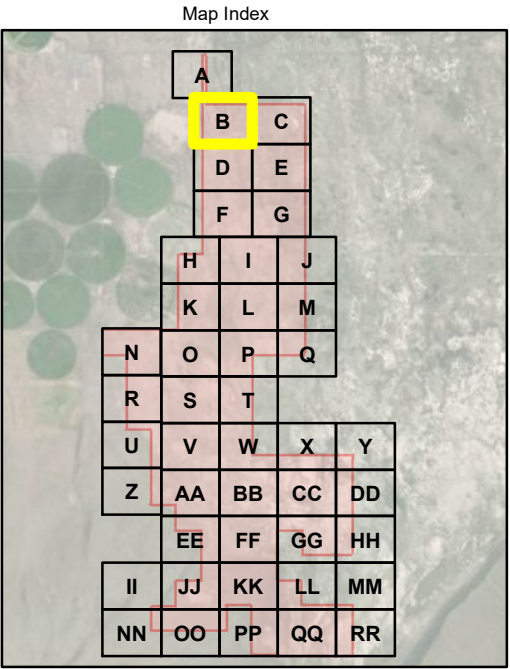 Map Index
A
B C
D E
F G
H I J
K L M
N O P Q
R S T
U V W X Y
Z AA BB CC DD
EE FF GG HH
II JJ KK LL MM
NN OO PP QQ RR